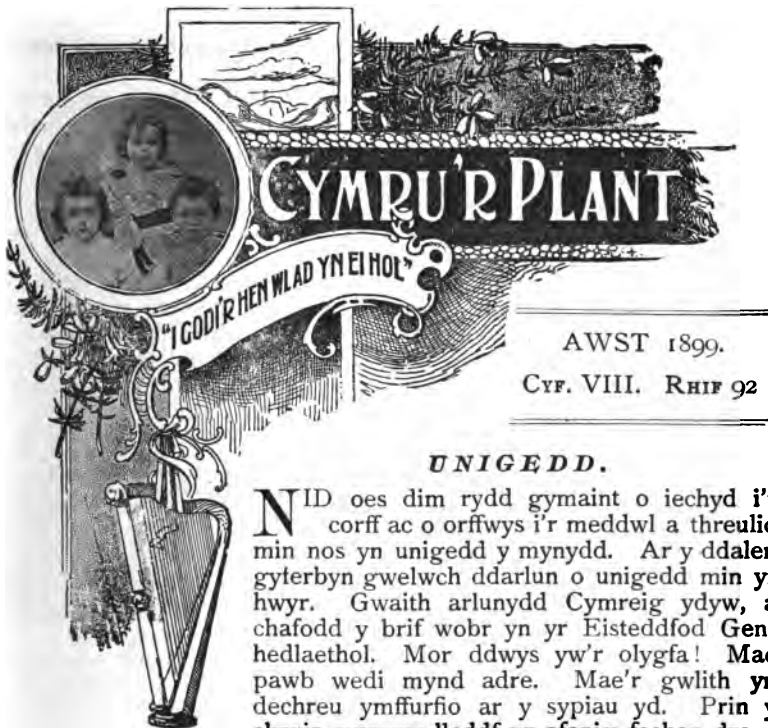 CYMRU'R PLANT
"I GODI'R HEN WLAD YN EI HOL"
AWST 1899.
CYF. VIII. RHIF 92
UNIGEDD.
NID oes dim rydd gymaint o iechyd i'
corff ac o orffwys i'r meddwl a threulio
min nos yn unigedd y mynydd. Ar y ddalen
gyferbyn gwelwch ddarlun o unigedd min y
hwyr. Gwaith arlunydd Cymreig ydyw, a
chafodd y brif wobr yn yr Eisteddfod Gen-
hedlaethol. Mor ddwys yw'r olygfa! Mae
pawb wedi mynd adre. Mae'r gwlith yn
dechreu ymffurfio ar y sypiau yd. Prin y